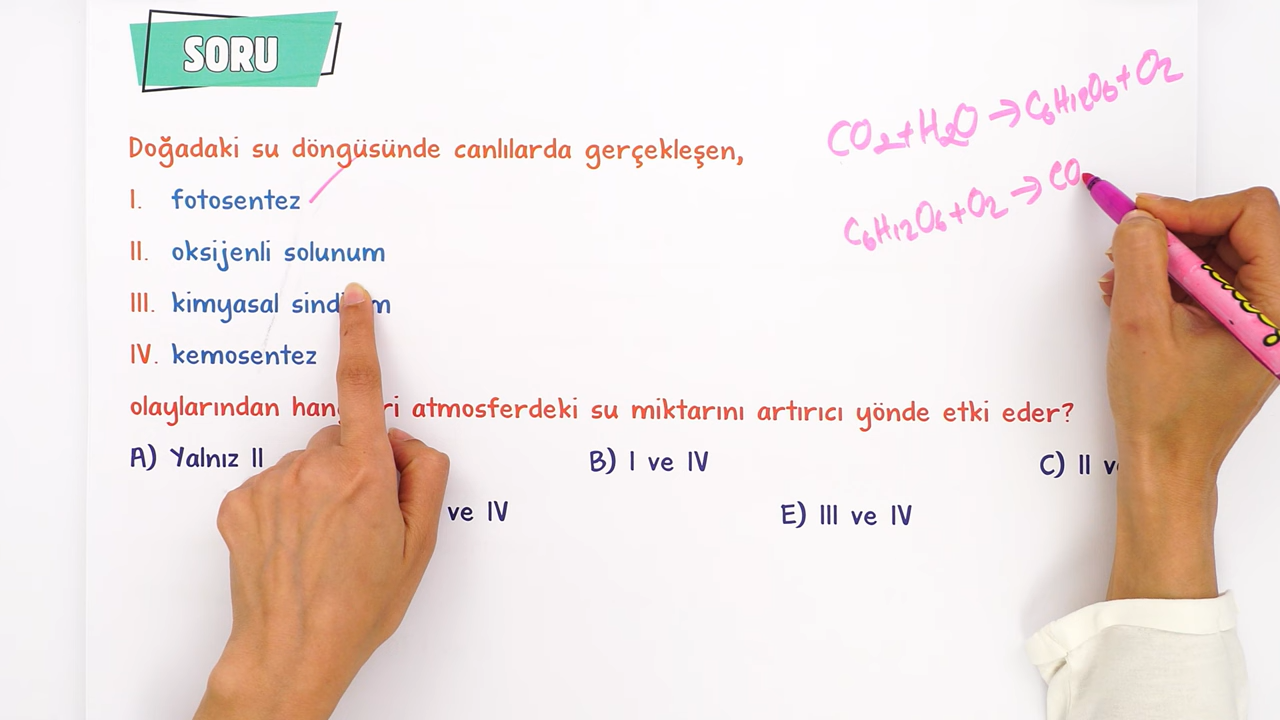 SORU
CO2+H2O→C6H12O6+O2
C6H12O6+O2→CO
Doğadaki su döngüsünde canlılarda gerçekleşen,
I. fotosentez
II. oksijenli solunum
III. kimyasal
IV. kemosentez
olaylarından atmosferdeki su miktarını artırıcı yönde etki eder?
A) Yalnız II
B) I ve IV
C) II
ve IV
E) III ve IV